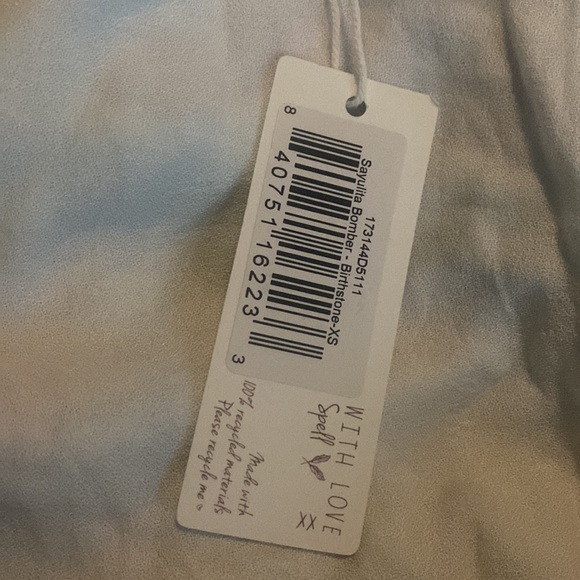 173144D5111
Sayulita Bomber - Birthstone-XS
8 40751 16223 3
WITH LOVE
Spell
xx
Made with
100% recycled materials
Please recycle me